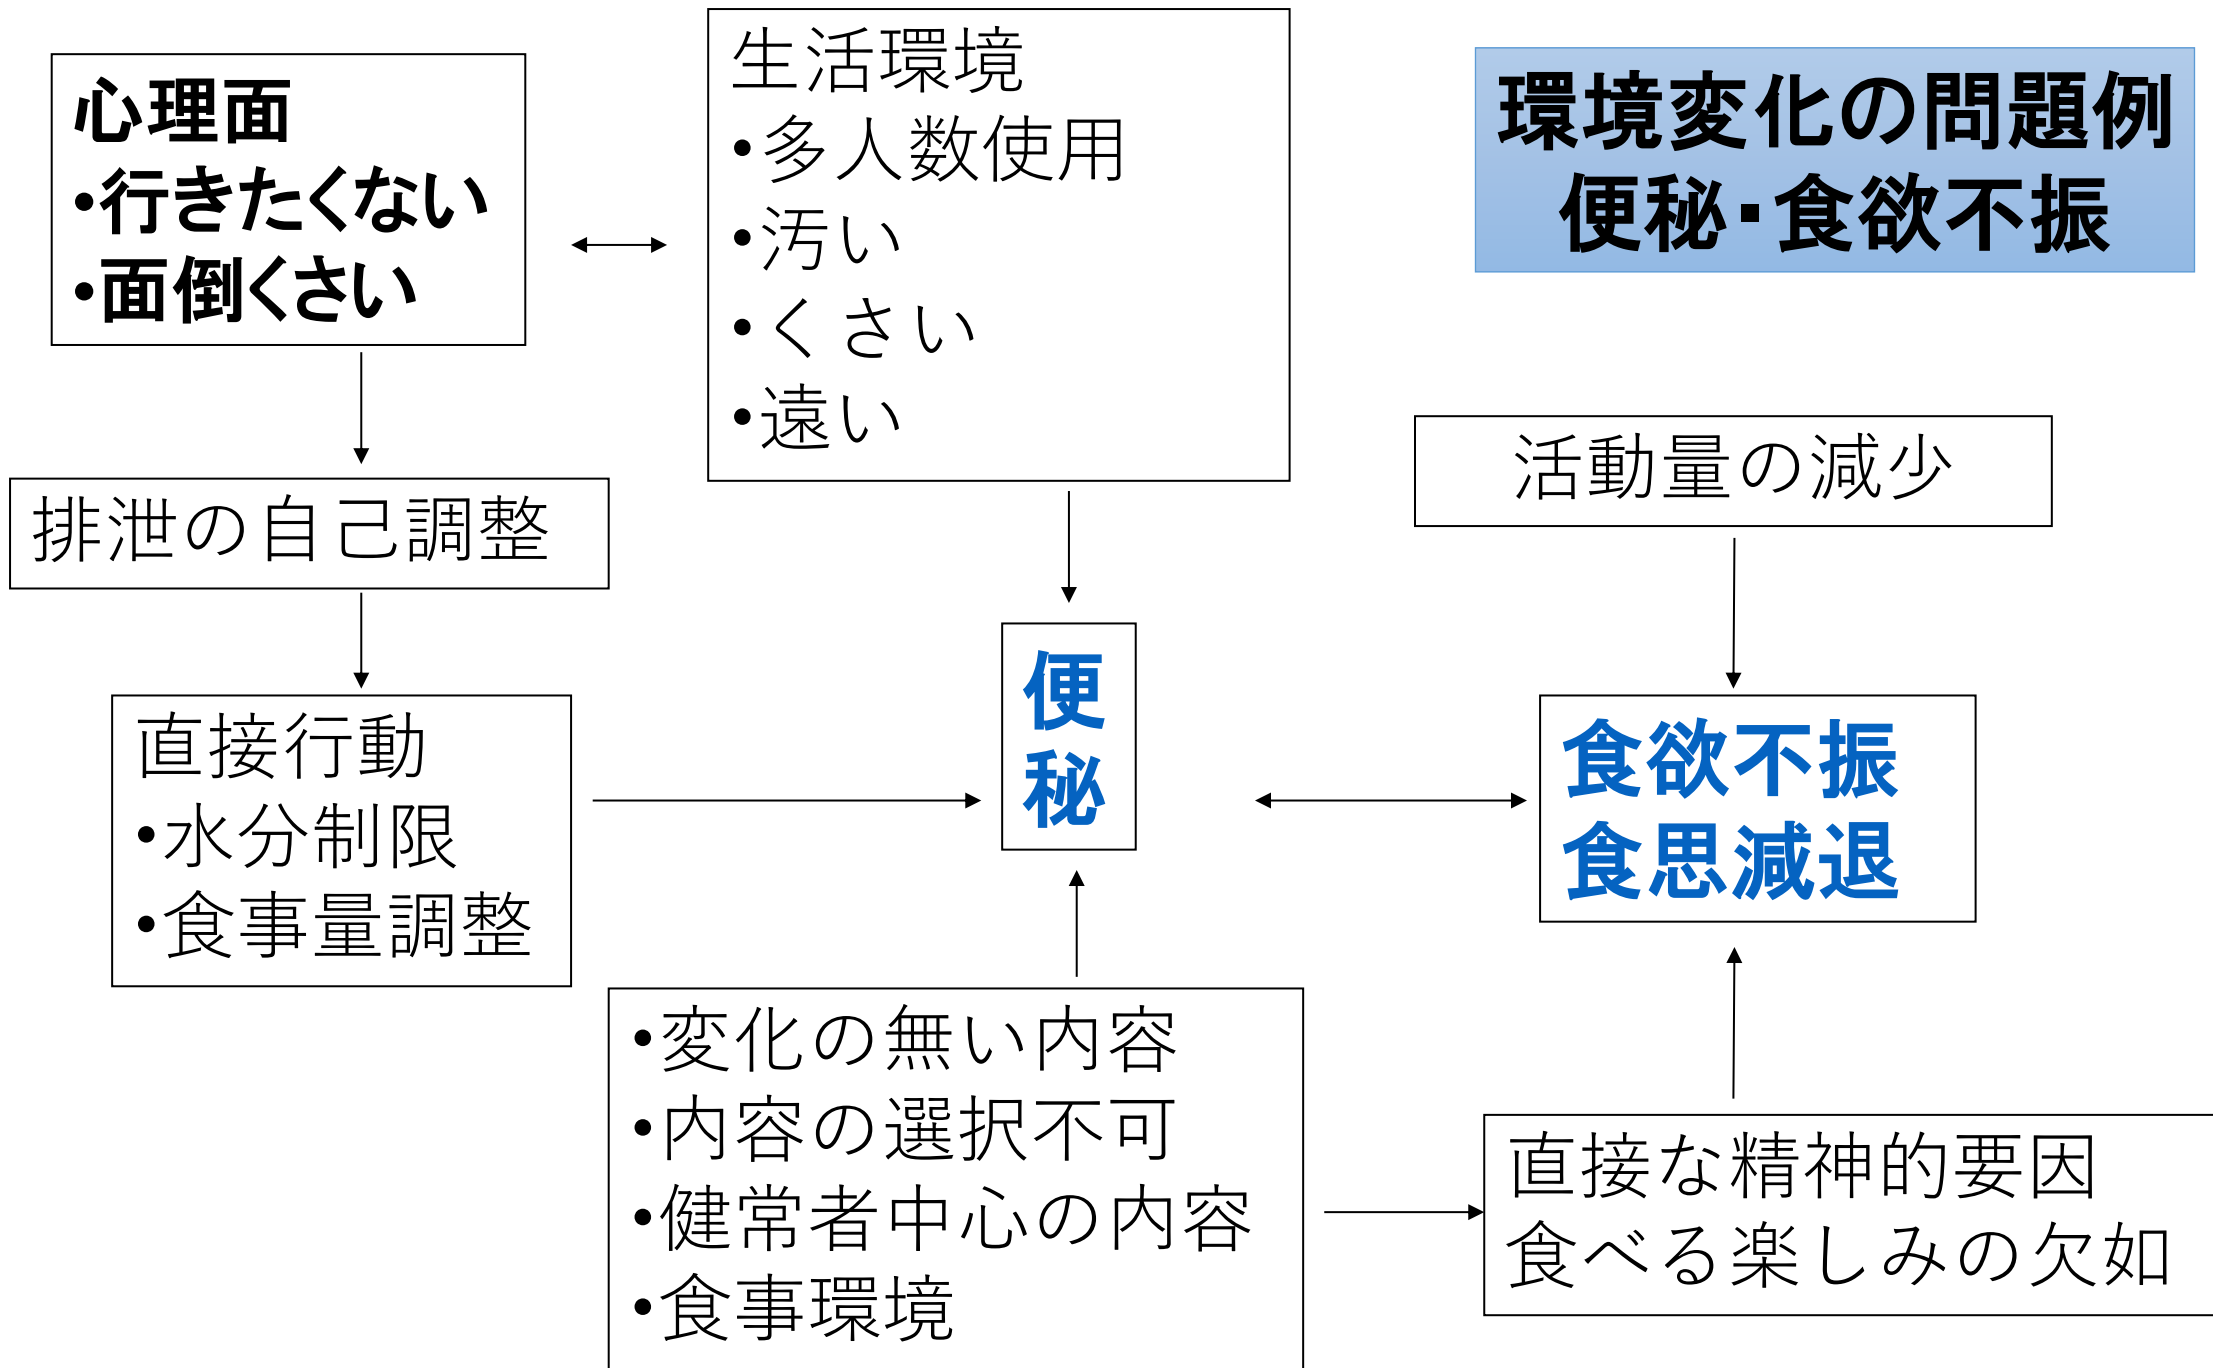 環境変化の問題例
便秘・食欲不振
心理面
・行きたくない
・面倒くさい
生活環境
・多人数使用
・汚い
・くさい
・遠い
排泄の自己調整
直接行動
・水分制限
・食事量調整
便
秘
活動量の減少
食欲不振
食思減退
・変化の無い内容
・内容の選択不可
・健常者中心の内容
・食事環境
直接な精神的要因
食べる楽しみの欠如